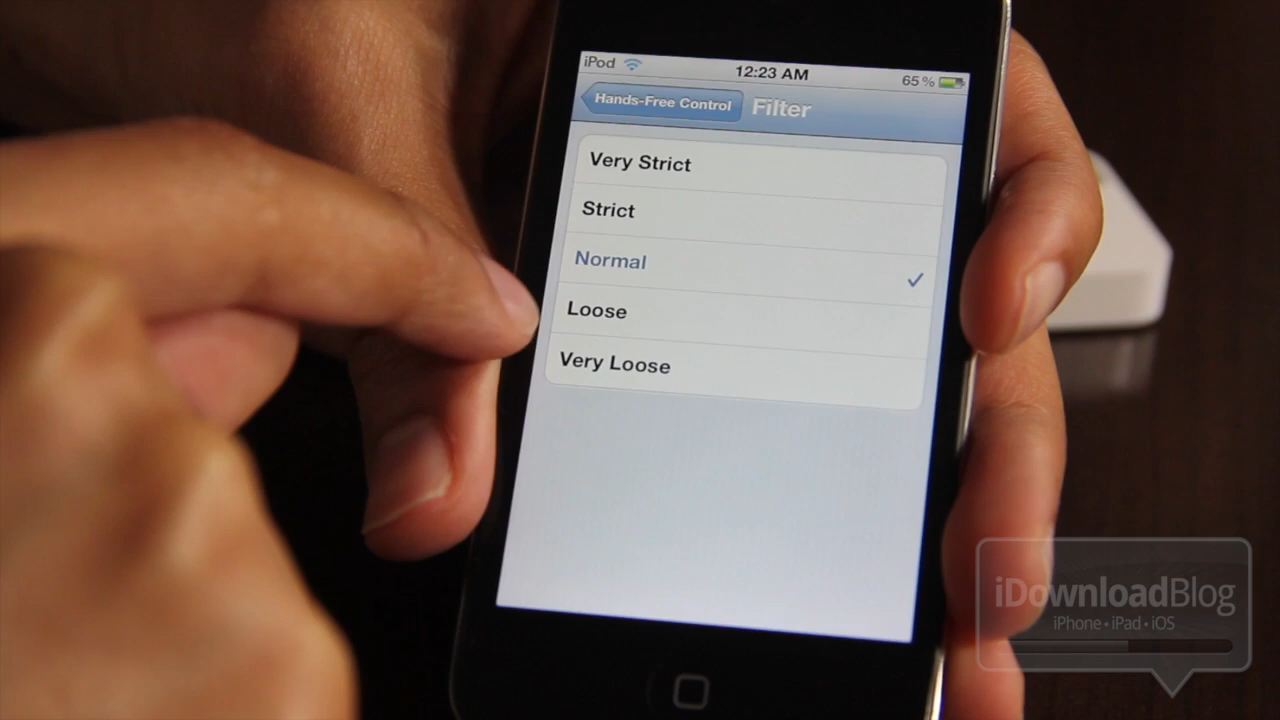 iPod 12:23 AM 65%
Hands-Free Control Filter
Very Strict
Strict
Normal
Loose
Very Loose
iDownloadBlog
iPhone • iPad • iOS